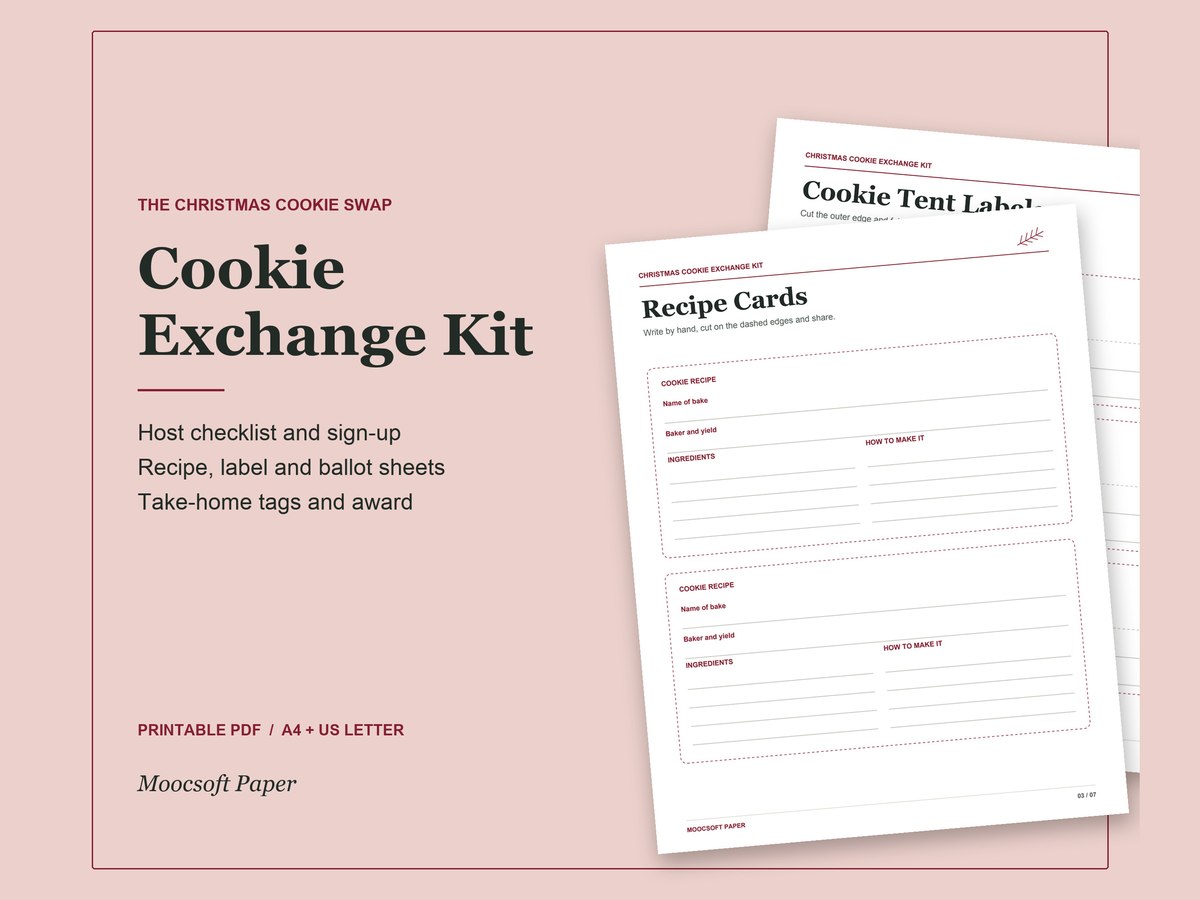 THE CHRISTMAS COOKIE SWAP
Cookie
Exchange Kit
Host checklist and sign-up
Recipe, label and ballot sheets
Take-home tags and award
PRINTABLE PDF / A4 + US LETTER
Moocsoft Paper
CHRISTMAS COOKIE EXCHANGE KIT
Cookie Tent Labels
Cut the outer edge and
CHRISTMAS COOKIE EXCHANGE KIT
Recipe Cards
Write by hand, cut on the dashed edges and share.
COOKIE RECIPE
Name of bake
Baker and yield
INGREDIENTS
HOW TO MAKE IT
COOKIE RECIPE
Name of bake
Baker and yield
INGREDIENTS
HOW TO MAKE IT
MOOCSOFT PAPER
03 / 07